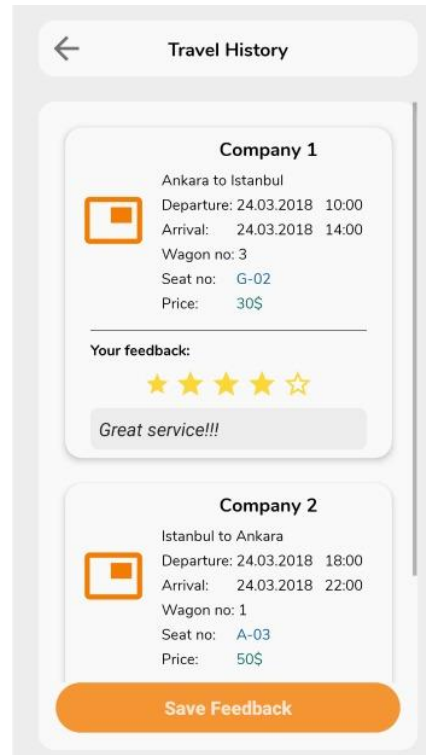 Travel History
Company 1
Ankara to Istanbul
Departure: 24.03.2018 10:00
Arrival: 24.03.2018 14:00
Wagon no: 3
Seat no: G-02
Price: 30$
Your feedback:
Great service!!!
Company 2
Istanbul to Ankara
Departure: 24.03.2018 18:00
Arrival: 24.03.2018 22:00
Wagon no: 1
Seat no: A-03
Price: 50$
Save Feedback